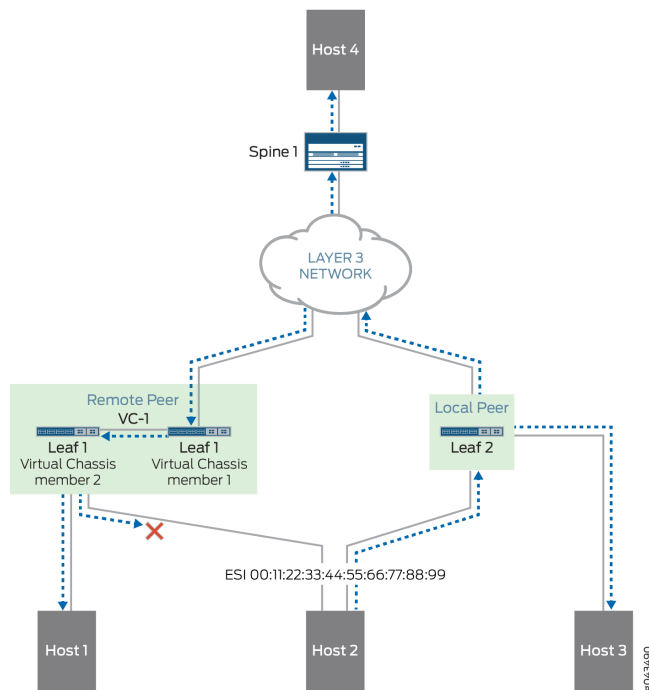 Host 4
Spine 1
LAYER 3
NETWORK
Remote Peer
VC-1
Leaf 1
Virtual Chassis
member 2
Leaf 1
Virtual Chassis
member 1
Local Peer
Leaf 2
ESI 00:11:22:33:44:55:66:77:88:99
Host 1
Host 2
Host 3